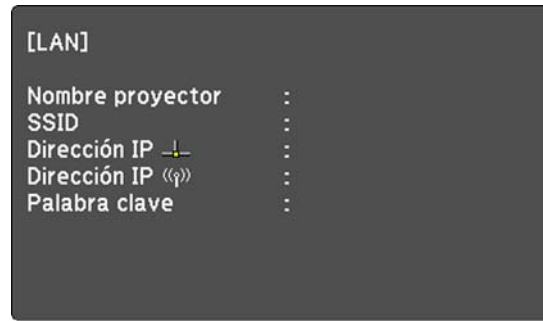 [LAN]
Nombre proyector :
SSID :
Dirección IP :
Dirección IP :
Palabra clave :